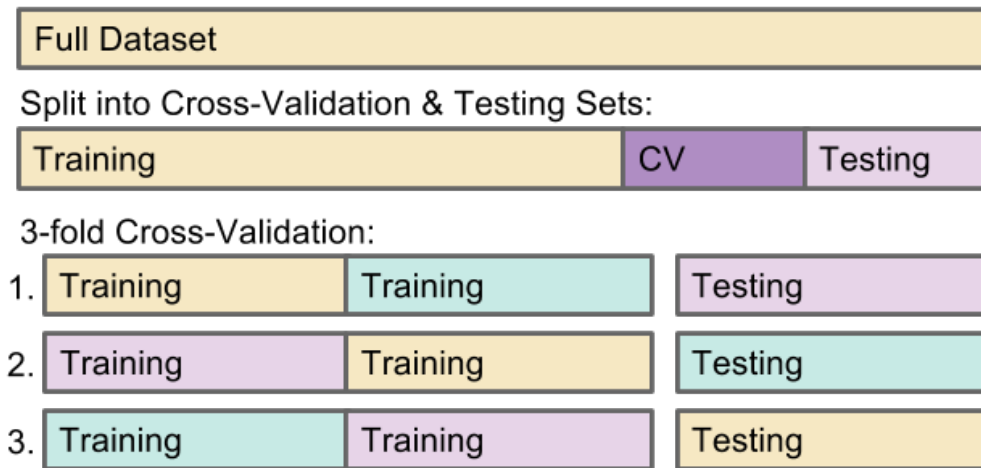 Full Dataset
Split into Cross-Validation & Testing Sets:
Training CV Testing
3-fold Cross-Validation:
1. Training Training Testing
2. Training Training Testing
3. Training Training Testing